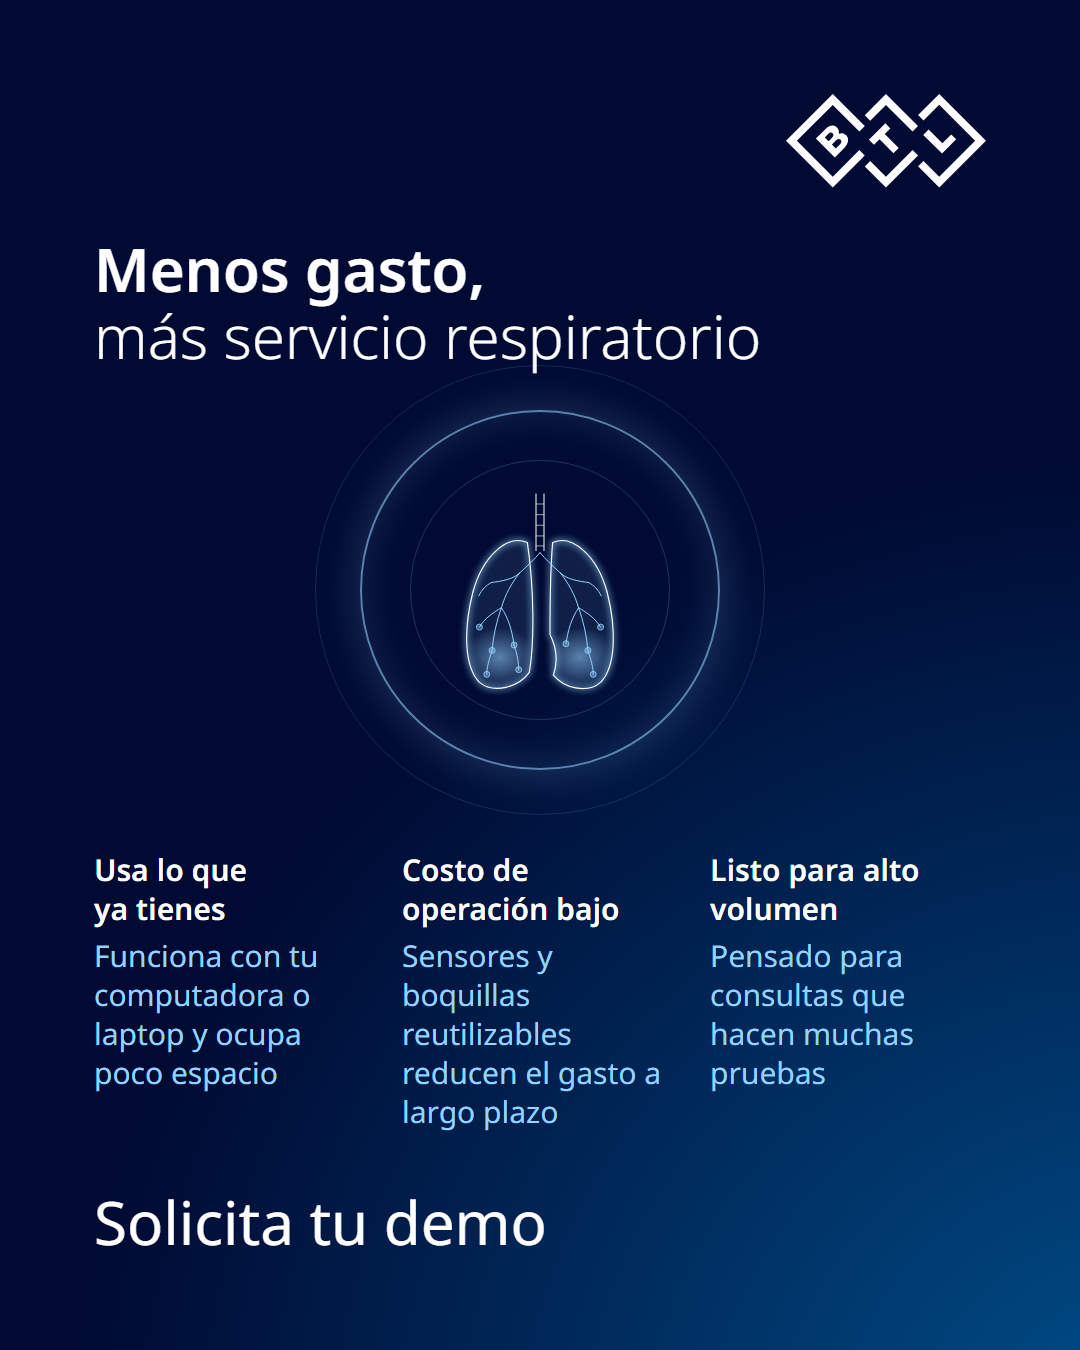 BTL
Menos gasto,
más servicio respiratorio
Usa lo que
ya tienes
Funciona con tu
computadora o
laptop y ocupa
poco espacio
Costo de
operación bajo
Sensores y
boquillas
reutilizables
reducen el gasto a
largo plazo
Listo para alto
volumen
Pensado para
consultas que
hacen muchas
pruebas
Solicita tu demo